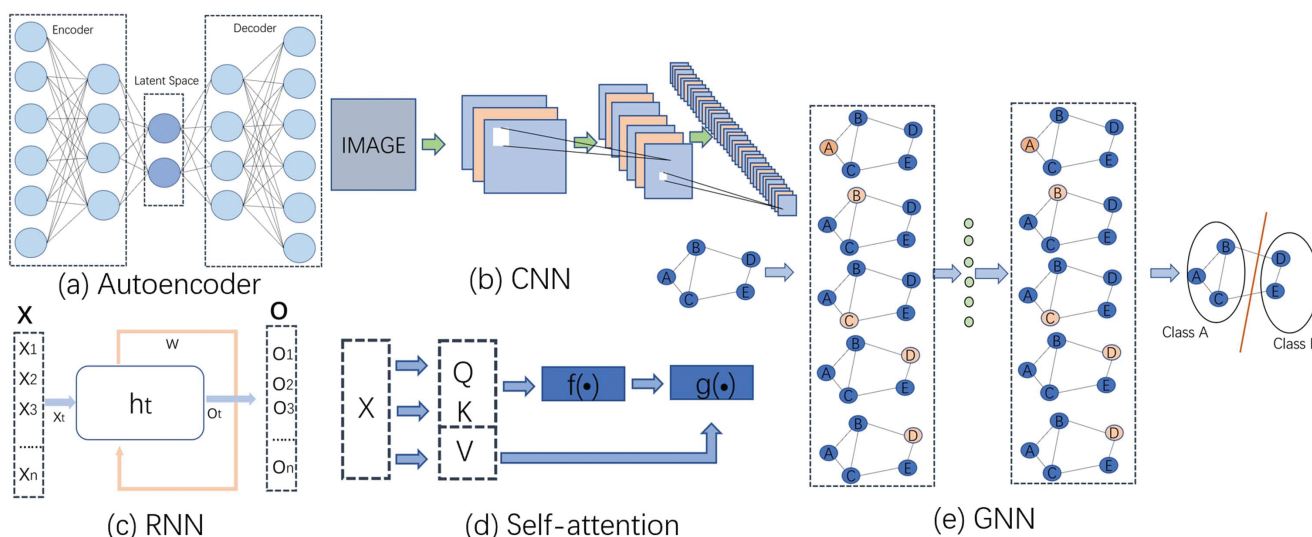 Encoder
Decoder
Latent Space
(a) Autoencoder
IMAGE
(b) CNN
X
X1
X2
X3
......
Xn
Xt
W
ht
Ot
O
O1
O2
O3
......
On
(c) RNN
X
Q
K
V
f(•)
g(•)
(d) Self-attention
B
D
A
C
E
B
D
A
C
E
B
D
A
C
E
B
D
A
C
E
B
D
A
C
E
B
D
A
C
E
B
D
A
C
E
B
D
A
C
E
B
D
A
C
E
B
D
A
C
E
B
D
A
C
E
B
D
A
C
E
Class A
Class
(e) GNN